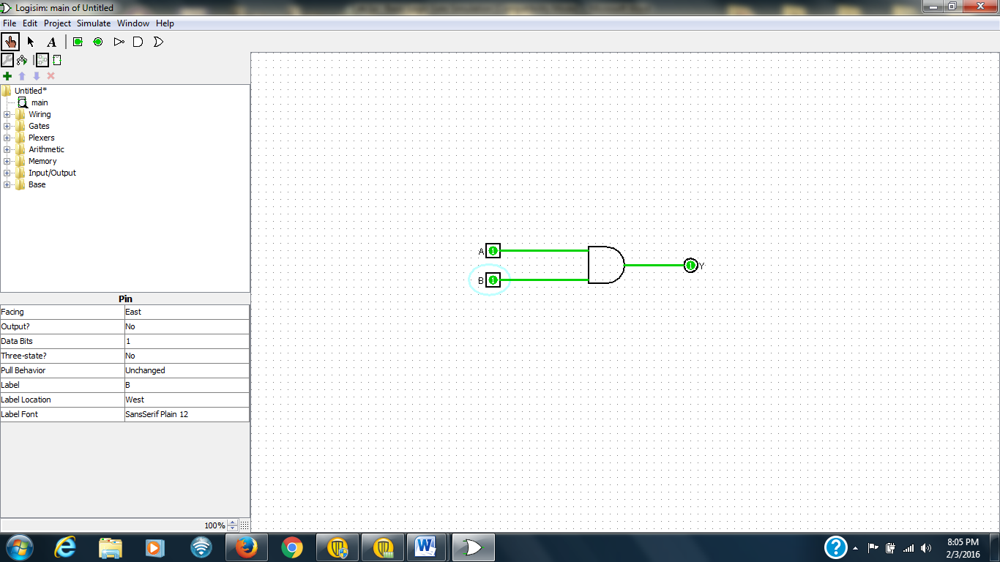 Logisim: main of Untitled
File Edit Project Simulate Window Help
A
Untitled*
main
Wiring
Gates
Plexers
Arithmetic
Memory
Input/Output
Base
Pin
Facing East
Output? No
Data Bits 1
Three-state? No
Pull Behavior Unchanged
Label B
Label Location West
Label Font SansSerif Plain 12
100%
A 1
B 1
1 Y
8:05 PM
2/3/2016